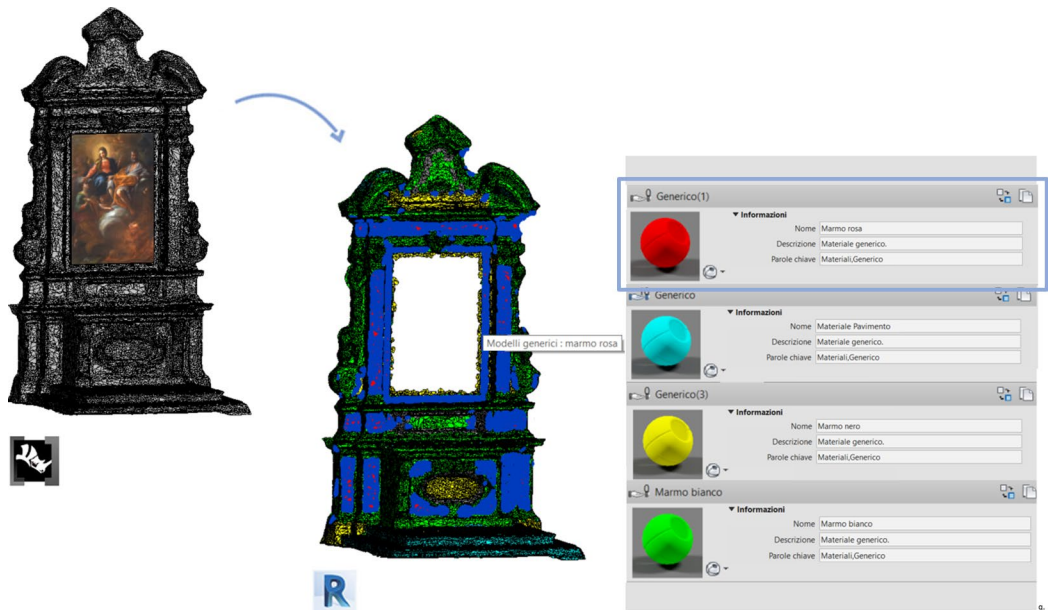 Modelli generici : marmo rosa
Generico(1)
Informazioni
Nome Marmo rosa
Descrizione Materiale generico.
Parole chiave Materiali,Generico
Generico
Informazioni
Nome Materiale Pavimento
Descrizione Materiale generico.
Parole chiave Materiali,Generico
Generico(3)
Informazioni
Nome Marmo nero
Descrizione Materiale generico.
Parole chiave Materiali,Generico
Marmo bianco
Informazioni
Nome Marmo bianco
Descrizione Materiale generico.
Parole chiave Materiali,Generico
R